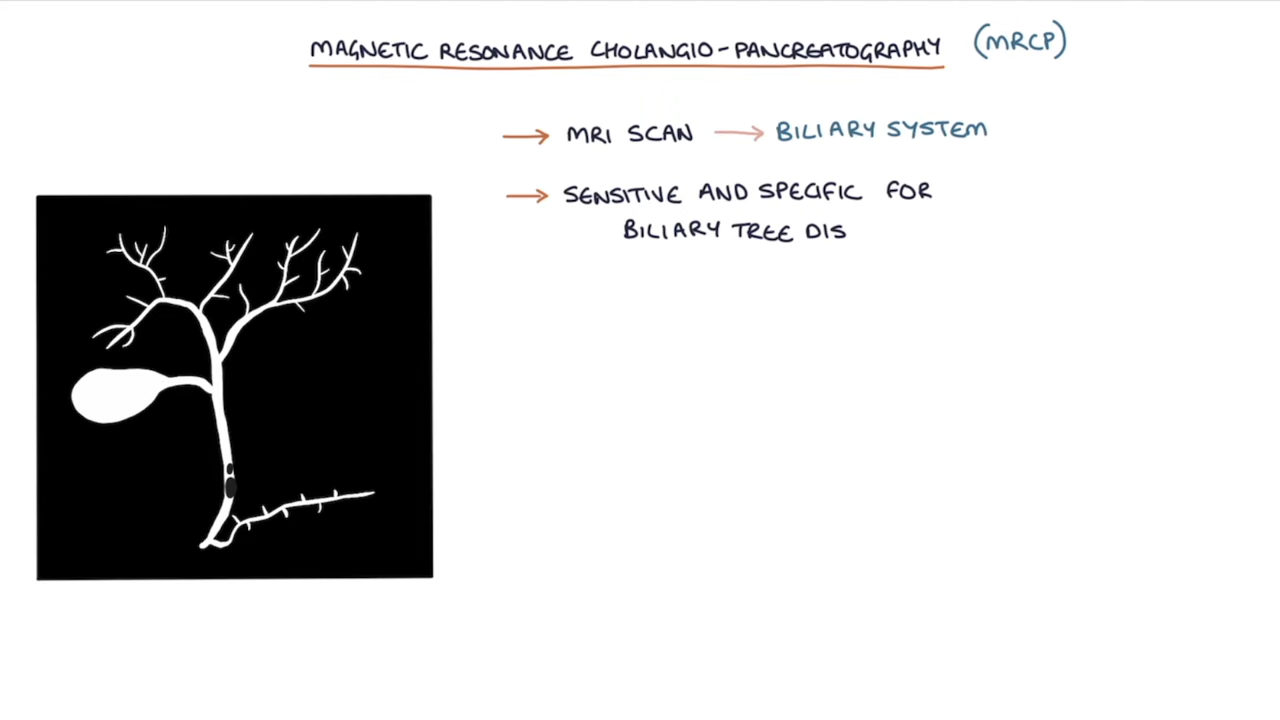 MAGNETIC RESONANCE CHOLANGIO-PANCREATOGRAPHY (MRCP)
→ MRI SCAN → BILIARY SYSTEM
→ SENSITIVE AND SPECIFIC FOR
BILIARY TREE DIS